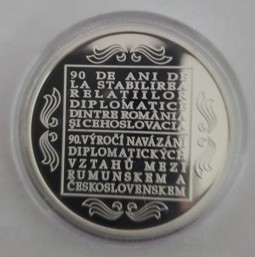 90 DE ANI DE
LA STABILIREA
RELAȚIILOR
DIPLOMATICE
DINTRE ROMÂNIA
ȘI CEHOSLOVACIA
90. VÝROČÍ NAVÁZÁNÍ
DIPLOMATICKÝCH
VZTAHŮ MEZI
RUMUNSKEM A
ČESKOSLOVENSKEM